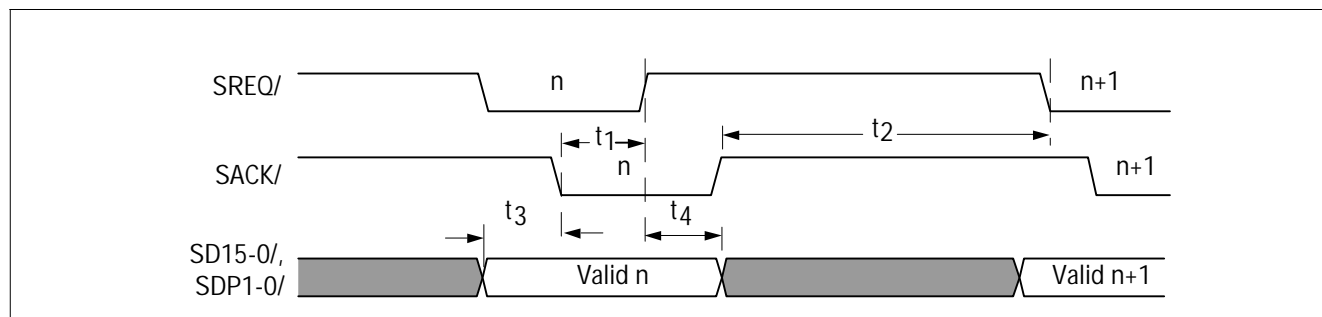 SREQ/
n
n+1
t1
t2
SACK/
n
n+1
t3
t4
SD15-0/,
SDP1-0/
Valid n
Valid n+1